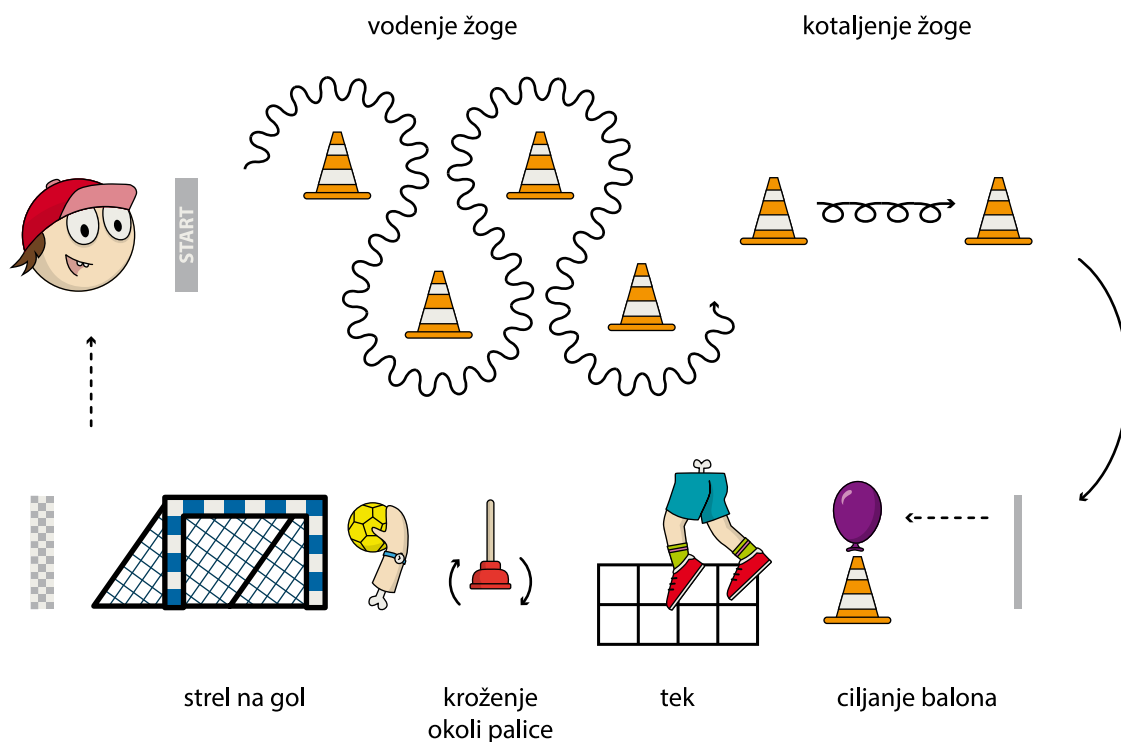 vodenje žoge
kotaljenje žoge
START
strel na gol
kroženje
okoli palice
tek
ciljanje balona